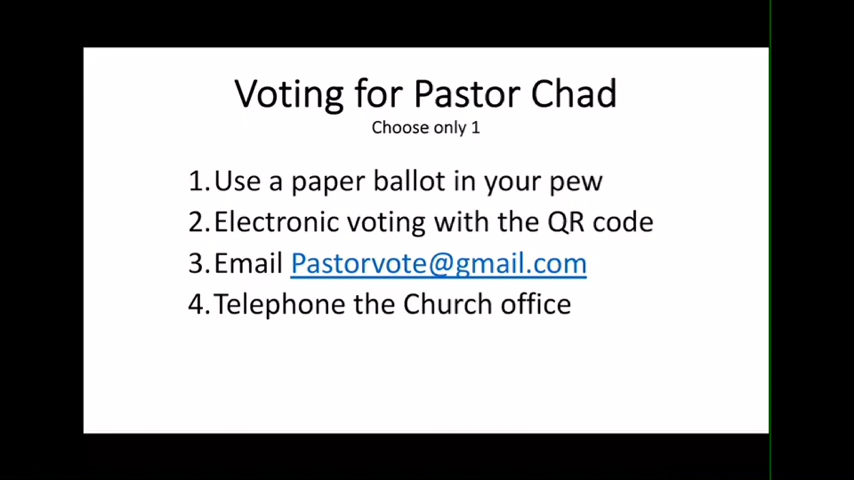 Voting for Pastor Chad
Choose only 1
1. Use a paper ballot in your pew
2. Electronic voting with the QR code
3. Email Pastorvote@gmail.com
4. Telephone the Church office